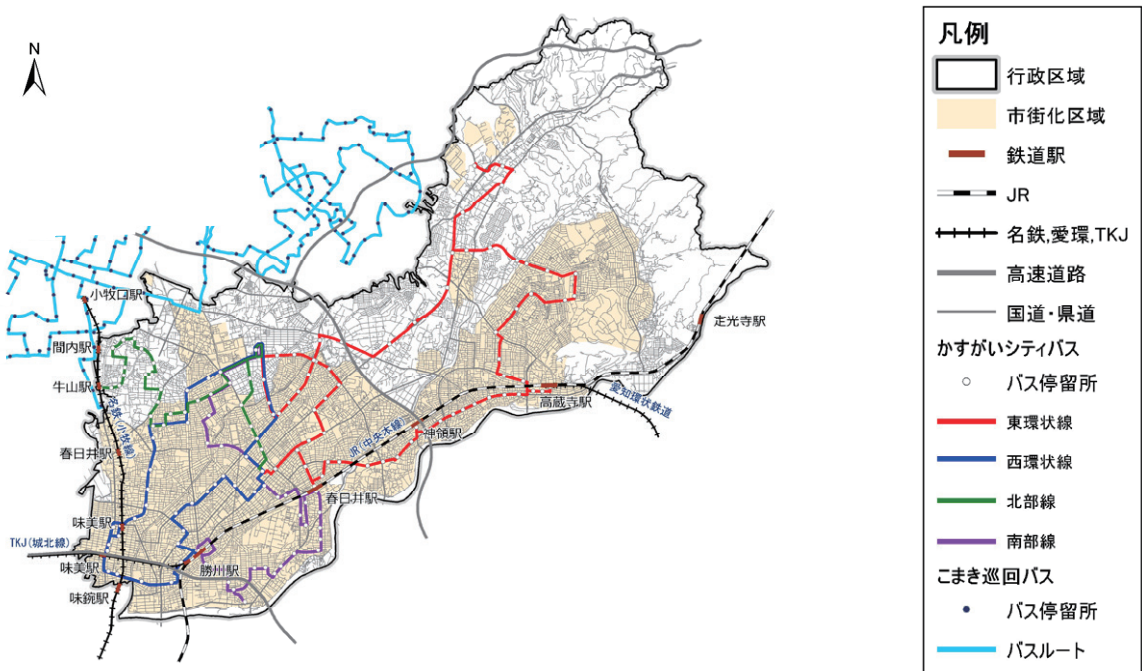 N
小牧口駅
間内駅
牛山駅
名鉄(小牧線)
春日井駅
味美駅
TKJ(城北線)
味美駅
味鋺駅
勝川駅
春日井駅
JR(中央本線)
神領駅
高蔵寺駅
愛知環状鉄道
定光寺駅
凡例
行政区域
市街化区域
鉄道駅
JR
名鉄,愛環,TKJ
高速道路
国道・県道
かすがいシティバス
バス停留所
東環状線
西環状線
北部線
南部線
こまき巡回バス
バス停留所
バスルート